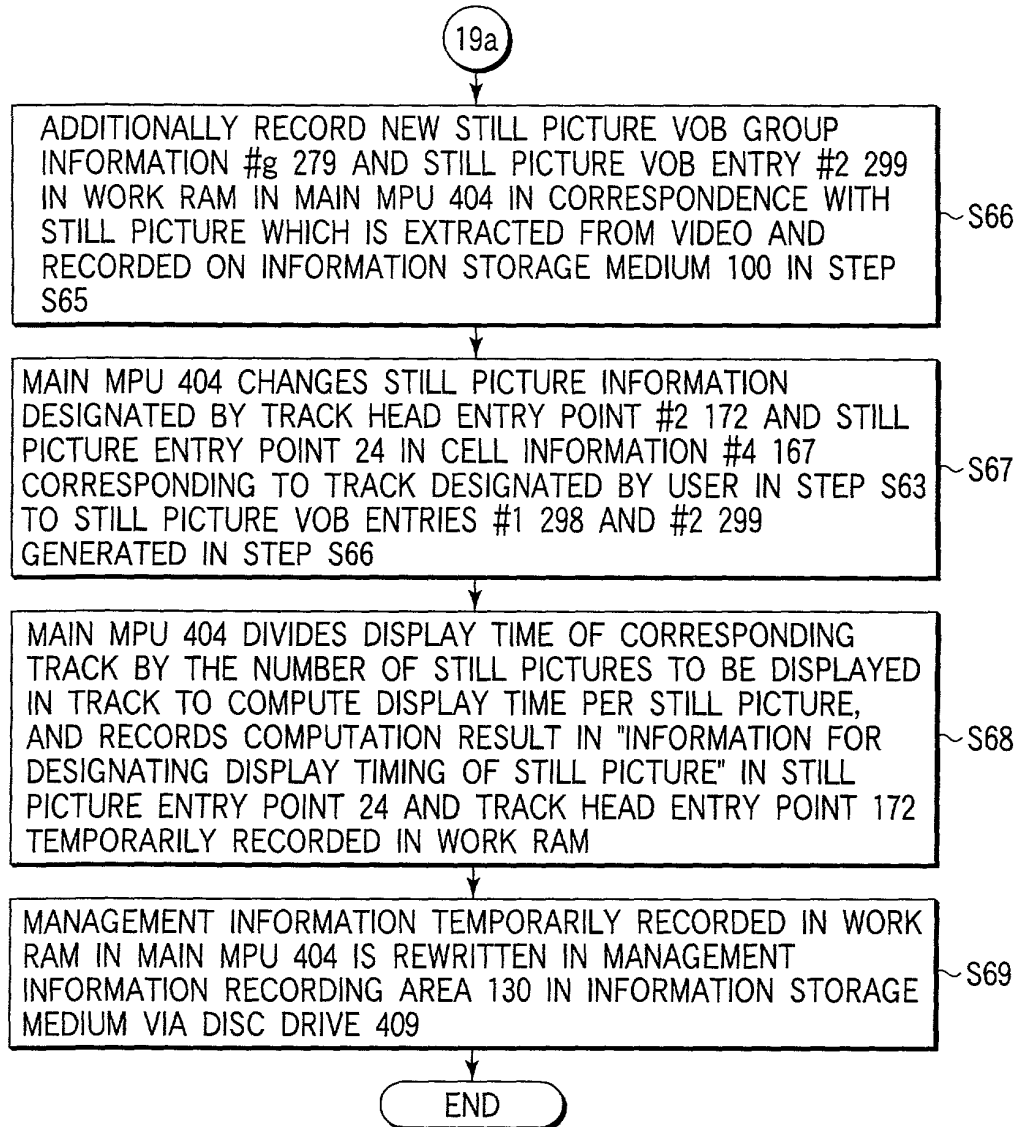 19a
ADDITIONALLY RECORD NEW STILL PICTURE VOB GROUP
INFORMATION #g 279 AND STILL PICTURE VOB ENTRY #2 299
IN WORK RAM IN MAIN MPU 404 IN CORRESPONDENCE WITH
STILL PICTURE WHICH IS EXTRACTED FROM VIDEO AND
RECORDED ON INFORMATION STORAGE MEDIUM 100 IN STEP
S65
S66
MAIN MPU 404 CHANGES STILL PICTURE INFORMATION
DESIGNATED BY TRACK HEAD ENTRY POINT #2 172 AND STILL
PICTURE ENTRY POINT 24 IN CELL INFORMATION #4 167
CORRESPONDING TO TRACK DESIGNATED BY USER IN STEP S63
TO STILL PICTURE VOB ENTRIES #1 298 AND #2 299
GENERATED IN STEP S66
S67
MAIN MPU 404 DIVIDES DISPLAY TIME OF CORRESPONDING
TRACK BY THE NUMBER OF STILL PICTURES TO BE DISPLAYED
IN TRACK TO COMPUTE DISPLAY TIME PER STILL PICTURE,
AND RECORDS COMPUTATION RESULT IN "INFORMATION FOR
DESIGNATING DISPLAY TIMING OF STILL PICTURE" IN STILL
PICTURE ENTRY POINT 24 AND TRACK HEAD ENTRY POINT 172
TEMPORARILY RECORDED IN WORK RAM
S68
MANAGEMENT INFORMATION TEMPORARILY RECORDED IN WORK
RAM IN MAIN MPU 404 IS REWRITTEN IN MANAGEMENT
INFORMATION RECORDING AREA 130 IN INFORMATION STORAGE
MEDIUM VIA DISC DRIVE 409
S69
END